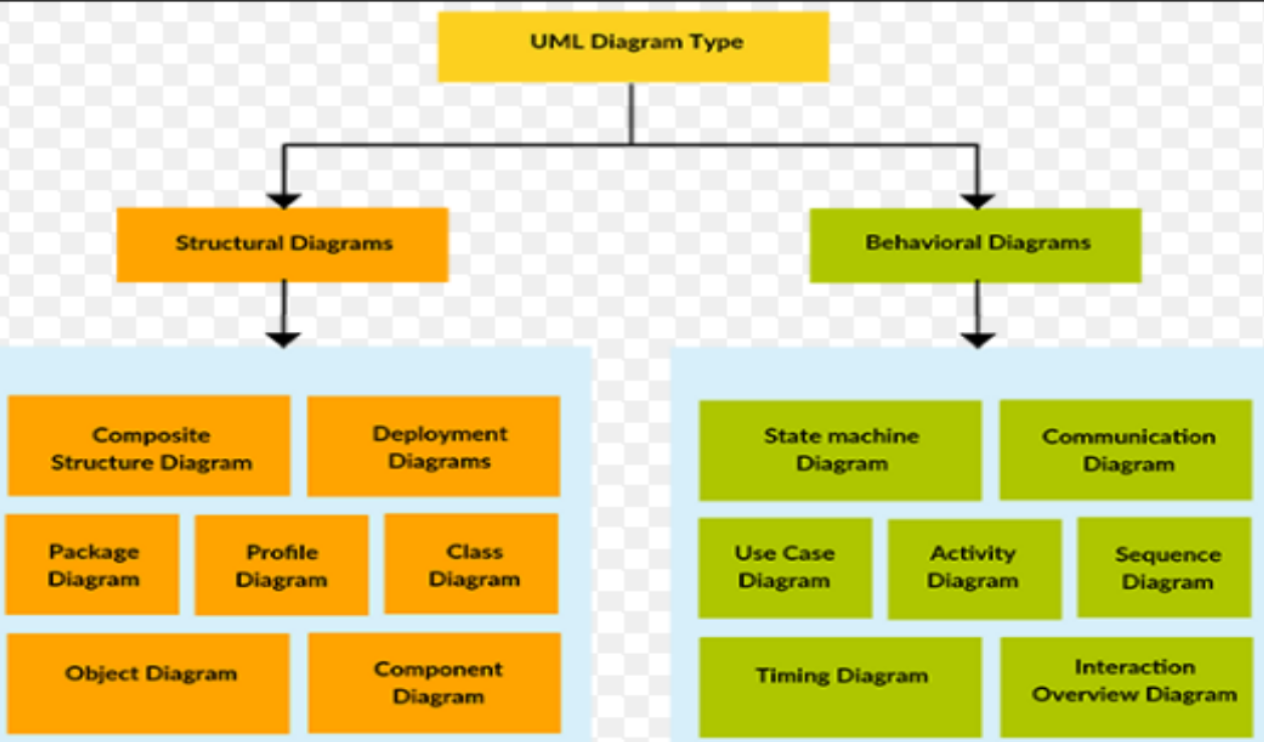 UML Diagram Type
Structural Diagrams
Behavioral Diagrams
Composite
Structure Diagram
Deployment
Diagrams
Package
Diagram
Profile
Diagram
Class
Diagram
Object Diagram
Component
Diagram
State machine
Diagram
Communication
Diagram
Use Case
Diagram
Activity
Diagram
Sequence
Diagram
Timing Diagram
Interaction
Overview Diagram